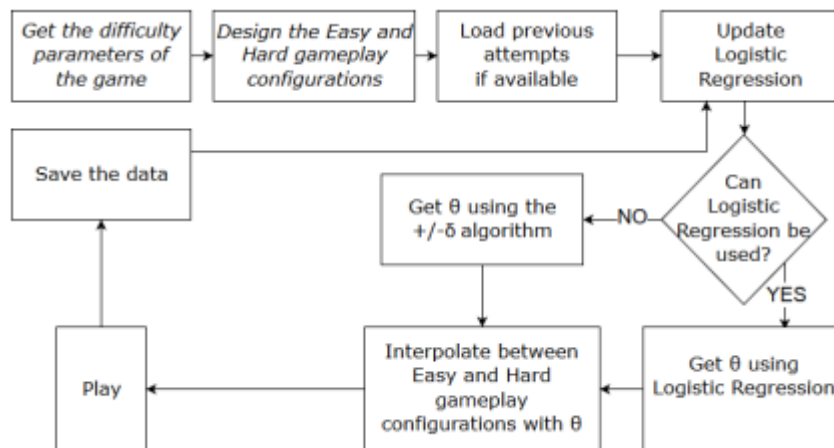 Get the difficulty
parameters of
the game
Design the Easy and
Hard gameplay
configurations
Load previous
attempts
if available
Update
Logistic
Regression
Save the data
Get θ using the
+/-δ algorithm
NO
Can
Logistic
Regression be
used?
YES
Play
Interpolate between
Easy and Hard
gameplay
configurations with θ
Get θ using
Logistic Regression